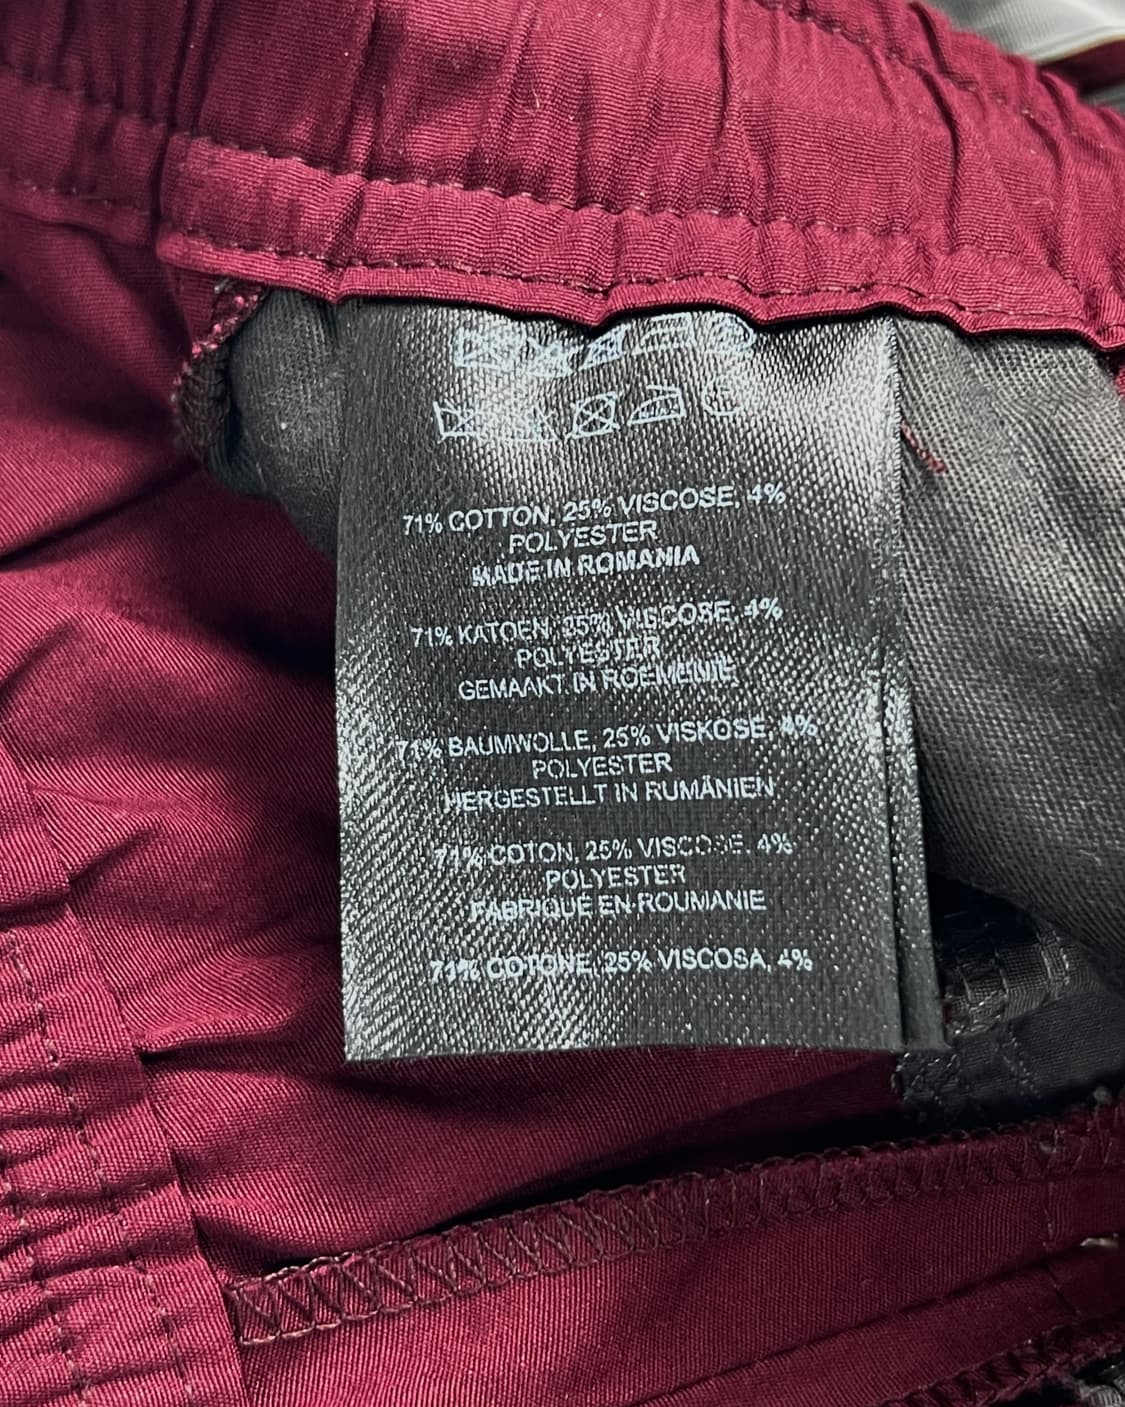 71% COTTON, 25% VISCOSE, 4%
POLYESTER
MADE IN ROMANIA
71% KATOEN, 25% VISCOSE, 4%
POLYESTER
GEMAAKT IN ROEMENIE
71% BAUMWOLLE, 25% VISKOSE, 4%
POLYESTER
HERGESTELLT IN RUMÄNIEN
71% COTON, 25% VISCOSE, 4%
POLYESTER
FABRIQUE EN ROUMANIE
71% COTONE, 25% VISCOSA, 4%